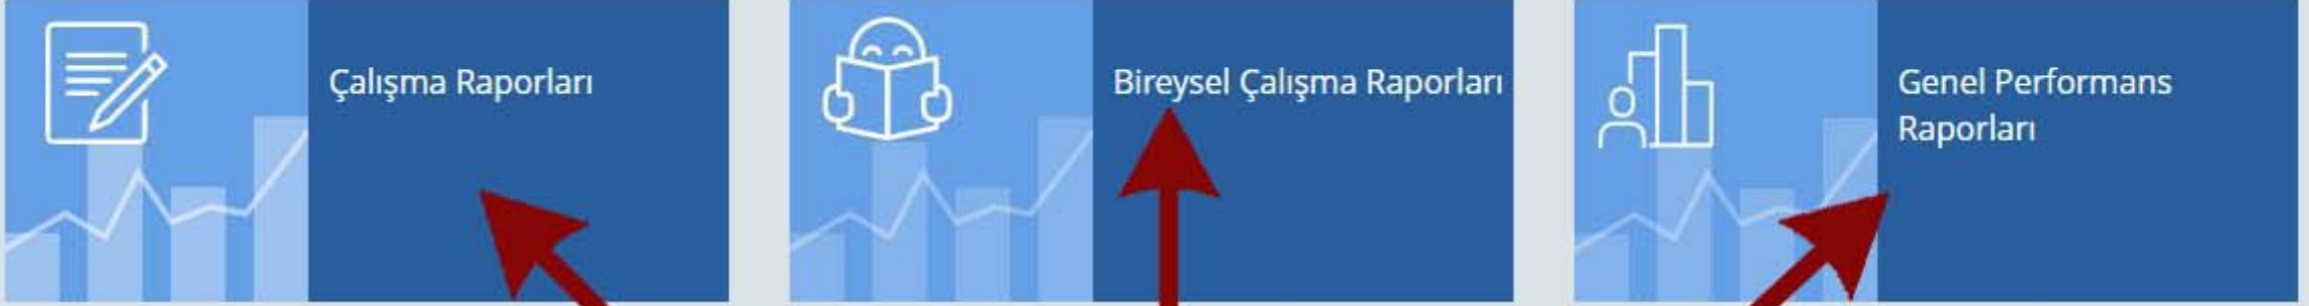 Çalışma Raporları
Bireysel Çalışma Raporları
Genel Performans
Raporları